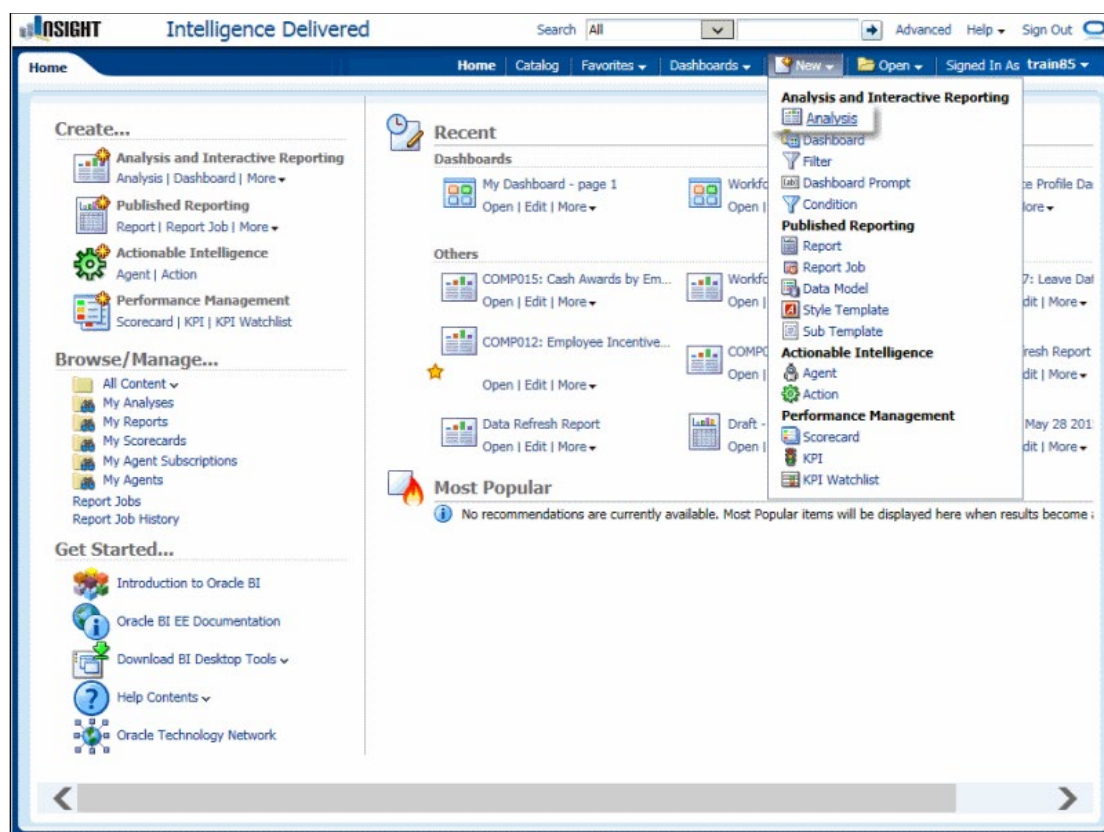 INSIGHT Intelligence Delivered Search All Advanced Help Sign Out
Home Home Catalog Favorites Dashboards New Open Signed In As train85
Analysis and Interactive Reporting
Analysis
Dashboard
Filter
Dashboard Prompt
Condition
Published Reporting
Report
Report Job
Data Model
Style Template
Sub Template
Actionable Intelligence
Agent
Action
Performance Management
Scorecard
KPI
KPI Watchlist
Create...
Analysis and Interactive Reporting
Analysis | Dashboard | More
Published Reporting
Report | Report Job | More
Actionable Intelligence
Agent | Action
Performance Management
Scorecard | KPI | KPI Watchlist
Browse/Manage...
All Content
My Analyses
My Reports
My Scorecards
My Agent Subscriptions
My Agents
Report Jobs
Report Job History
Get Started...
Introduction to Oracle BI
Oracle BI EE Documentation
Download BI Desktop Tools
Help Contents
Oracle Technology Network
Recent
Dashboards
My Dashboard - page 1
Open | Edit | More
Open |
Profile
Others
COMP015: Cash Awards by Em...
Open | Edit | More
Open |
7: Leave
dit | More
COMP012: Employee Incentive...
Open | Edit | More
Open |
Report
dit | More
Data Refresh Report
Open | Edit | More
Draft -
Open |
May 28
dit | More
Most Popular
No recommendations are currently available. Most Popular items will be displayed here when results become